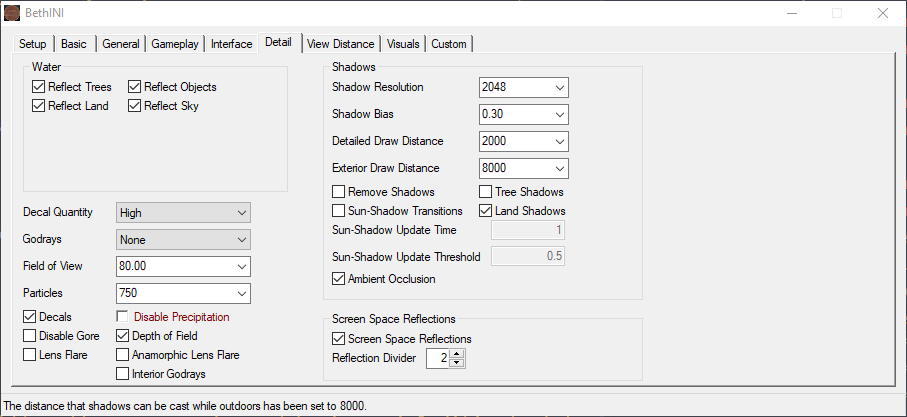 BethINI
Setup Basic General Gameplay Interface Detail View Distance Visuals Custom
Water
Reflect Trees Reflect Objects
Reflect Land Reflect Sky
Decal Quantity High
Godrays None
Field of View 80.00
Particles 750
Decals Disable Precipitation
Disable Gore Depth of Field
Lens Flare Anamorphic Lens Flare
Interior Godrays
Shadows
Shadow Resolution 2048
Shadow Bias 0.30
Detailed Draw Distance 2000
Exterior Draw Distance 8000
Remove Shadows Tree Shadows
Sun-Shadow Transitions Land Shadows
Sun-Shadow Update Time 1
Sun-Shadow Update Threshold 0.5
Ambient Occlusion
Screen Space Reflections
Screen Space Reflections
Reflection Divider 2
The distance that shadows can be cast while outdoors has been set to 8000.